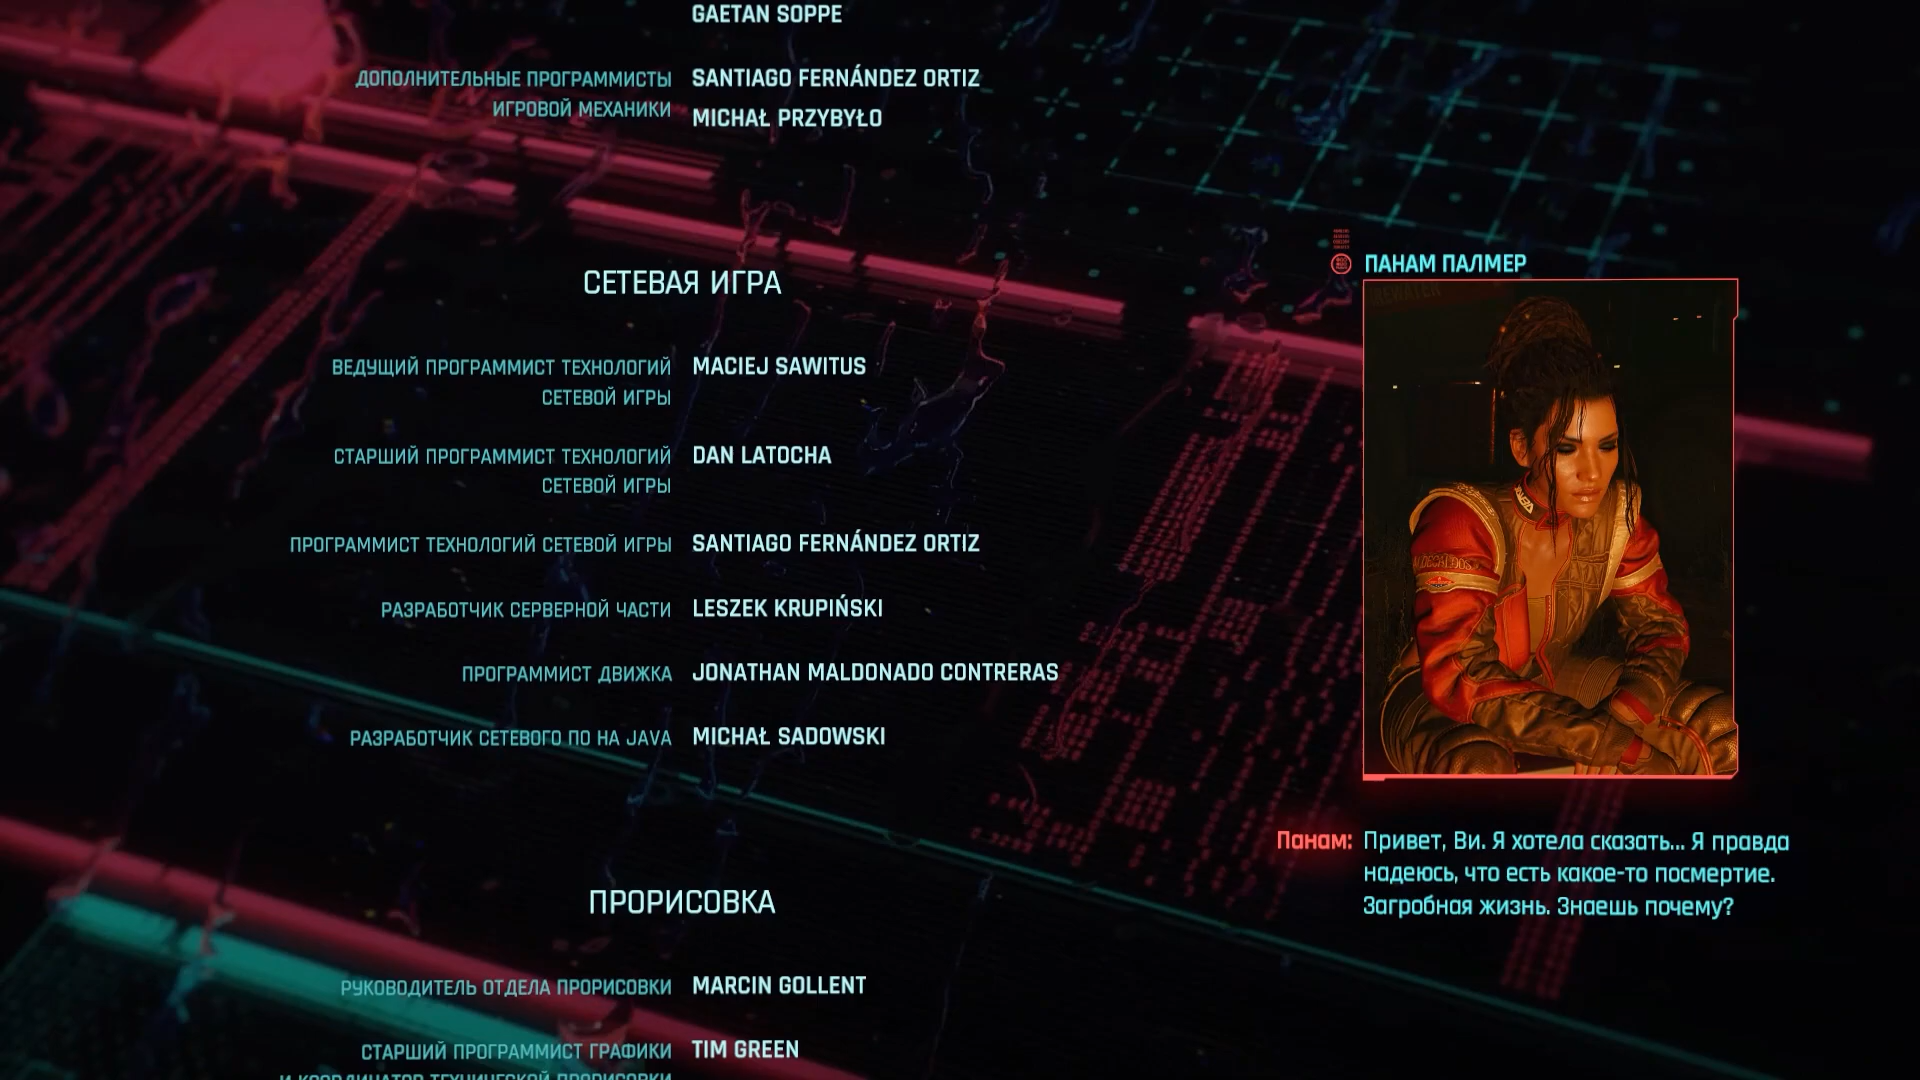 GAETAN SOPPE
ДОПОЛНИТЕЛЬНЫЕ ПРОГРАММИСТЫ
ИГРОВОЙ МЕХАНИКИ
SANTIAGO FERNÁNDEZ ORTIZ
MICHAŁ PRZYBYŁO
СЕТЕВАЯ ИГРА
ВЕДУЩИЙ ПРОГРАММИСТ ТЕХНОЛОГИЙ
СЕТЕВОЙ ИГРЫ
MACIEJ SAWITUS
СТАРШИЙ ПРОГРАММИСТ ТЕХНОЛОГИЙ
СЕТЕВОЙ ИГРЫ
DAN LATOCHA
ПРОГРАММИСТ ТЕХНОЛОГИЙ СЕТЕВОЙ ИГРЫ
SANTIAGO FERNÁNDEZ ORTIZ
РАЗРАБОТЧИК СЕРВЕРНОЙ ЧАСТИ
LESZEK KRUPIŃSKI
ПРОГРАММИСТ ДВИЖКА
JONATHAN MALDONADO CONTRERAS
РАЗРАБОТЧИК СЕТЕВОГО ПО НА JAVA
MICHAŁ SADOWSKI
ПРОРИСОВКА
РУКОВОДИТЕЛЬ ОТДЕЛА ПРОРИСОВКИ
MARCIN GOLLENT
СТАРШИЙ ПРОГРАММИСТ ГРАФИКИ
И КООРДИНАТОР ТЕХНИЧЕСКОЙ ПРОРИСОВКИ
TIM GREEN
ПАНАМ ПАЛМЕР
Панам: Привет, Ви. Я хотела сказать... Я правда
надеюсь, что есть какое-то посмертие.
Загробная жизнь. Знаешь почему?